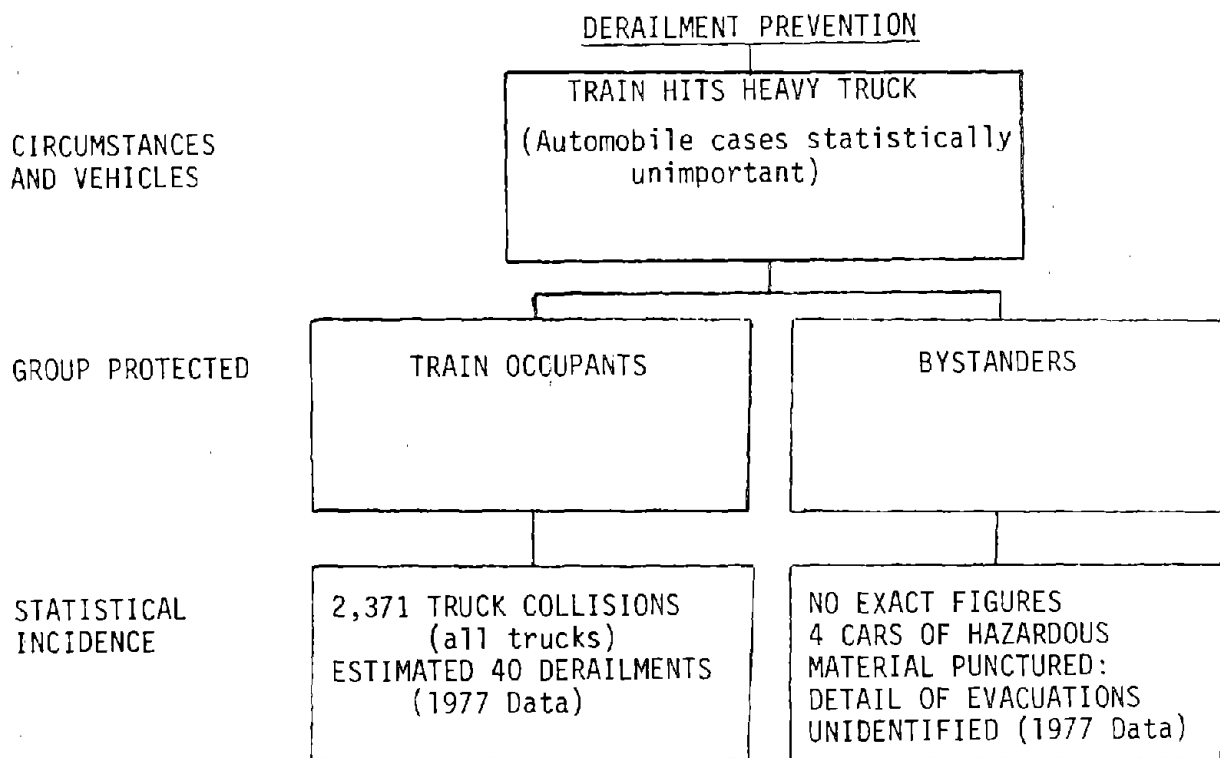 DERAILMENT PREVENTION
CIRCUMSTANCES
AND VEHICLES
TRAIN HITS HEAVY TRUCK
(Automobile cases statistically
unimportant)
GROUP PROTECTED
TRAIN OCCUPANTS
BYSTANDERS
STATISTICAL
INCIDENCE
2,371 TRUCK COLLISIONS
(all trucks)
ESTIMATED 40 DERAILMENTS
(1977 Data)
NO EXACT FIGURES
4 CARS OF HAZARDOUS
MATERIAL PUNCTURED:
DETAIL OF EVACUATIONS
UNIDENTIFIED (1977 Data)